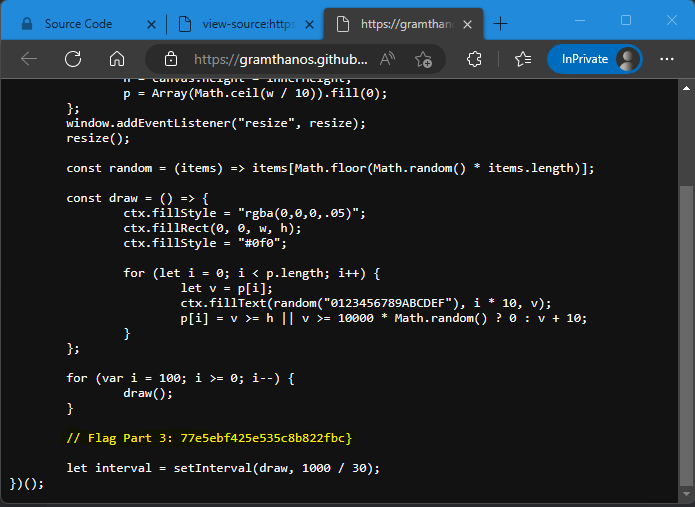 Source Code
view-source:https
https://gramthano
https://gramthanos.github...
InPrivate
h = canvas.height = innerHeight;
p = Array(Math.ceil(w / 10)).fill(0);
};
window.addEventListener("resize", resize);
resize();
const random = (items) => items[Math.floor(Math.random() * items.length)];
const draw = () => {
ctx.fillStyle = "rgba(0,0,0,.05)";
ctx.fillRect(0, 0, w, h);
ctx.fillStyle = "#0f0";
for (let i = 0; i < p.length; i++) {
let v = p[i];
ctx.fillText(random("0123456789ABCDEF"), i * 10, v);
p[i] = v >= h || v >= 10000 * Math.random() ? 0 : v + 10;
}
};
for (var i = 100; i >= 0; i--) {
draw();
}
// Flag Part 3: 77e5ebf425e535c8b822fbc}
let interval = setInterval(draw, 1000 / 30);
})();